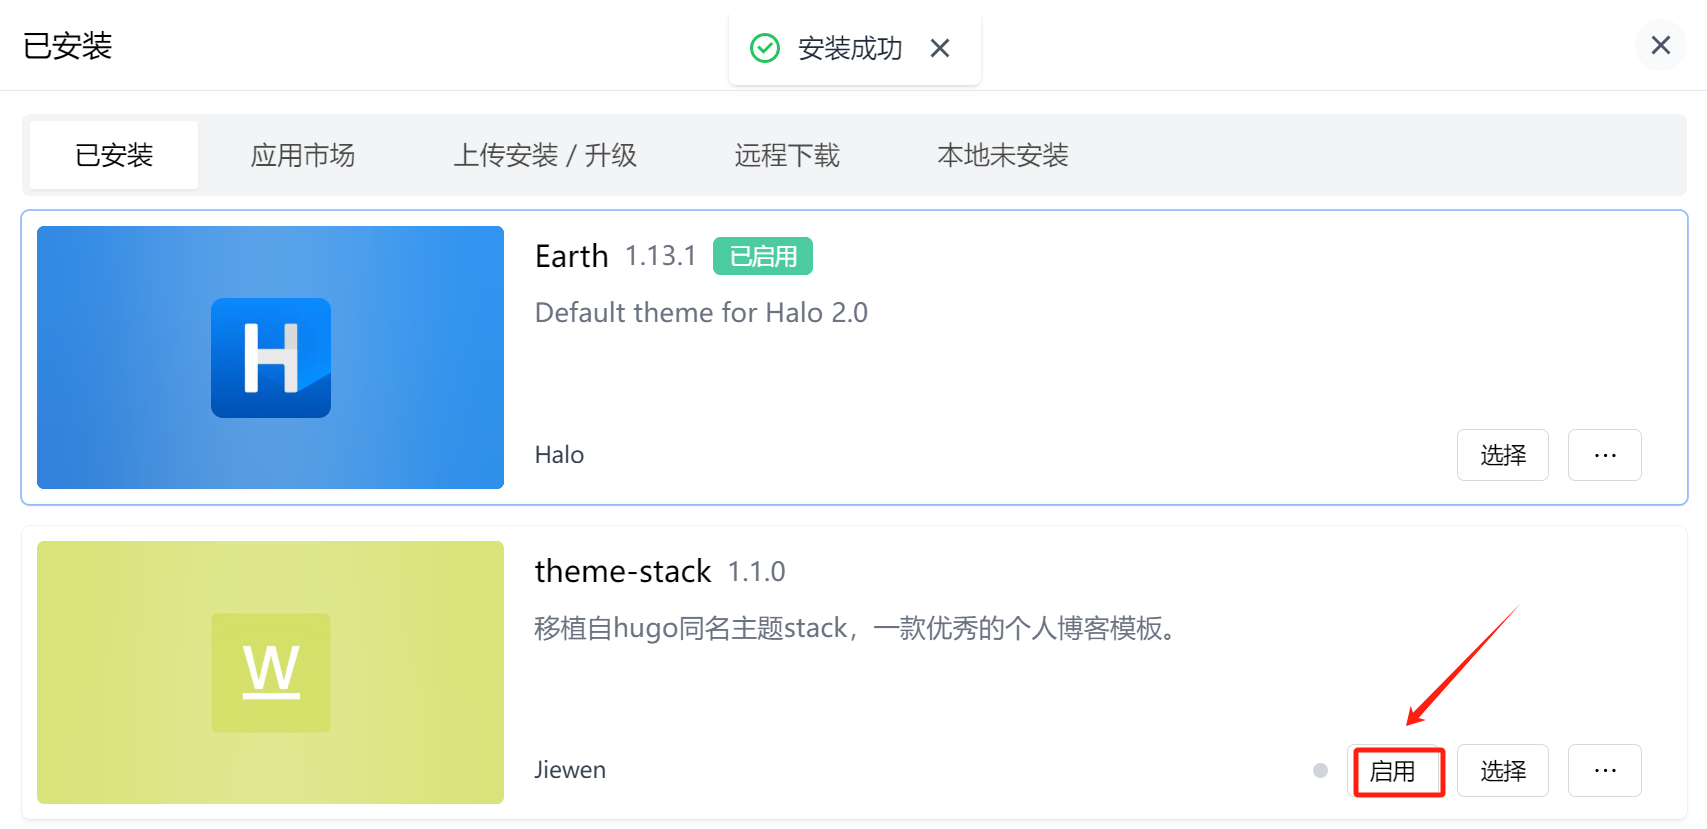 已安装
安装成功
已安装 应用市场 上传安装 / 升级 远程下载 本地未安装
H
Earth 1.13.1 已启用
Default theme for Halo 2.0
Halo 选择 ...
W
theme-stack 1.1.0
移植自hugo同名主题stack，一款优秀的个人博客模板。
Jiewen 启用 选择 ...